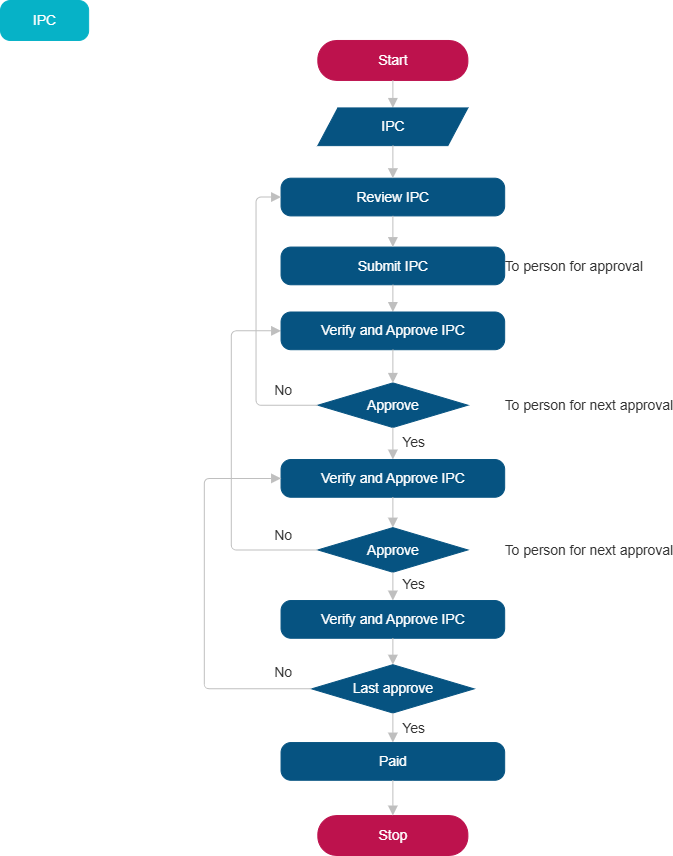 IPC
Start
IPC
Review IPC
Submit IPC
To person for approval
Verify and Approve IPC
No
Approve
To person for next approval
Yes
Verify and Approve IPC
No
Approve
To person for next approval
Yes
Verify and Approve IPC
No
Last approve
Yes
Paid
Stop